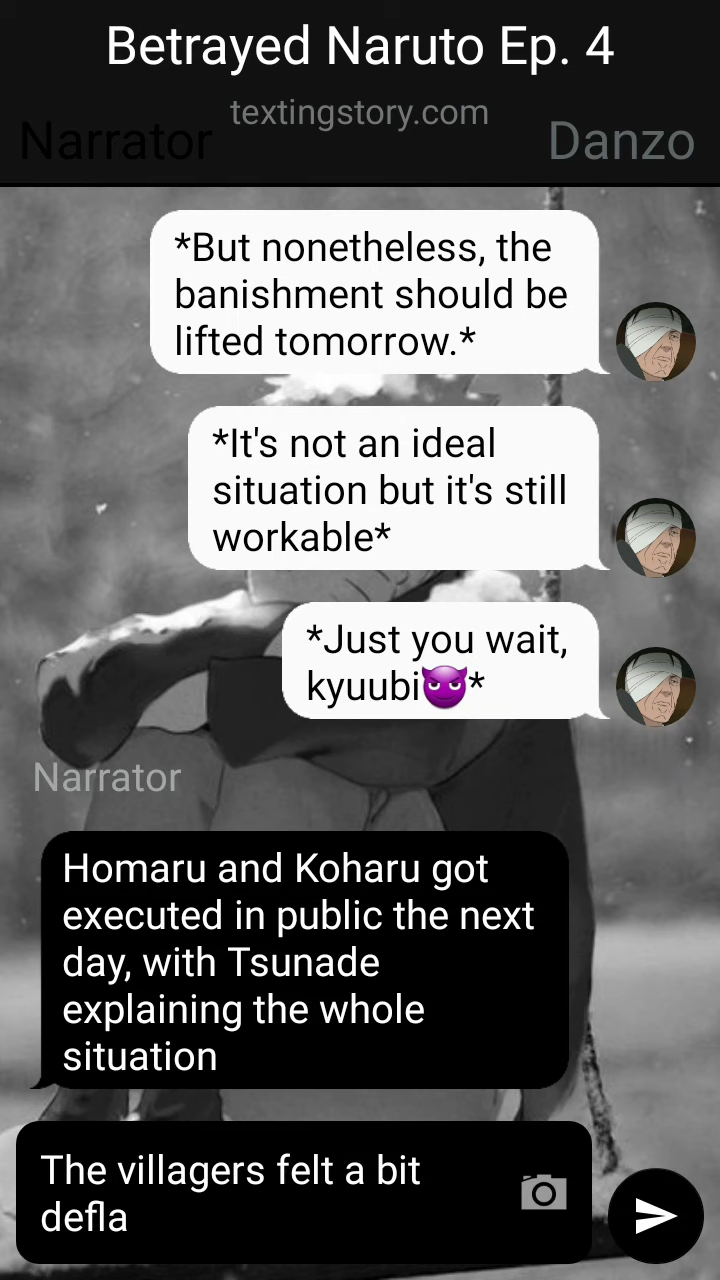 Betrayed Naruto Ep. 4
textingstory.com
Narrator Danzo
*But nonetheless, the
banishment should be
lifted tomorrow.*
*It's not an ideal
situation but it's still
workable*
*Just you wait,
kyuubi😈*
Narrator
Homaru and Koharu got
executed in public the next
day, with Tsunade
explaining the whole
situation
The villagers felt a bit
defla